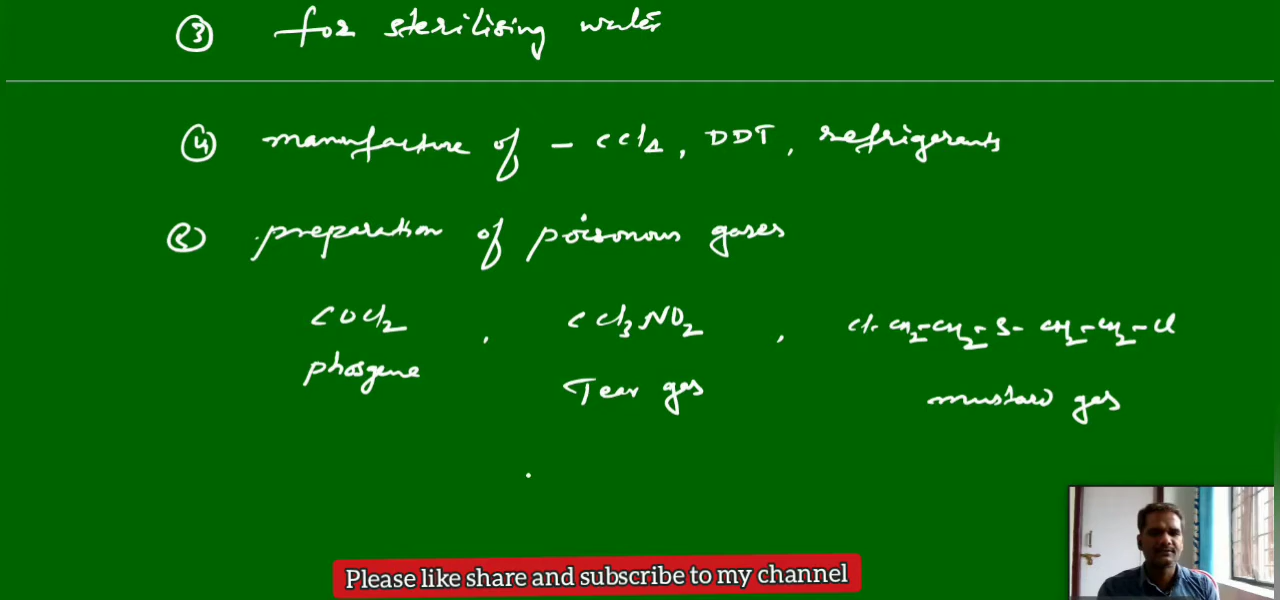 ③ for sterilising water
④ manufacture of – CCl4, DDT, refrigerants
⑤ preparation of poisonous gases
COCl2, CCl3NO2, Cl-CH2-CH2-S-CH2-CH2-Cl
phosgene Tear gas mustard gas
Please like share and subscribe to my channel